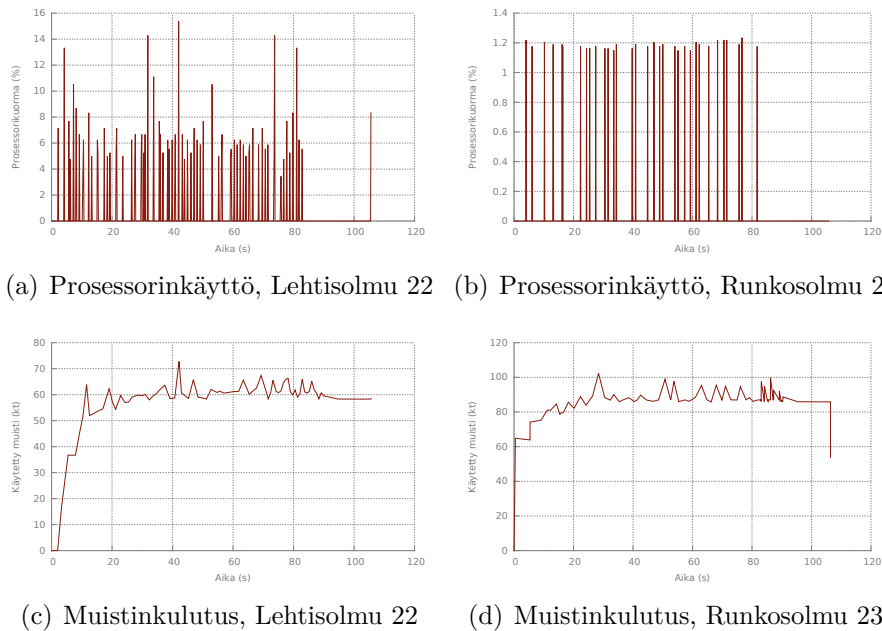 16
14
12
10
8
6
4
2
0
Prosessorikuorma (%)
0 20 40 60 80 100 120
Aika (s)
1.4
1.2
1
0.8
0.6
0.4
0.2
0
Prosessorikuorma (%)
0 20 40 60 80 100 120
Aika (s)
(a) Prosessorinkäyttö, Lehtisolmu 22
(b) Prosessorinkäyttö, Runkosolmu 2
80
70
60
50
40
30
20
10
0
Käytetty muisti (kt)
0 20 40 60 80 100 120
Aika (s)
120
100
80
60
40
20
0
Käytetty muisti (kt)
0 20 40 60 80 100 120
Aika (s)
(c) Muistinkulutus, Lehtisolmu 22
(d) Muistinkulutus, Runkosolmu 23